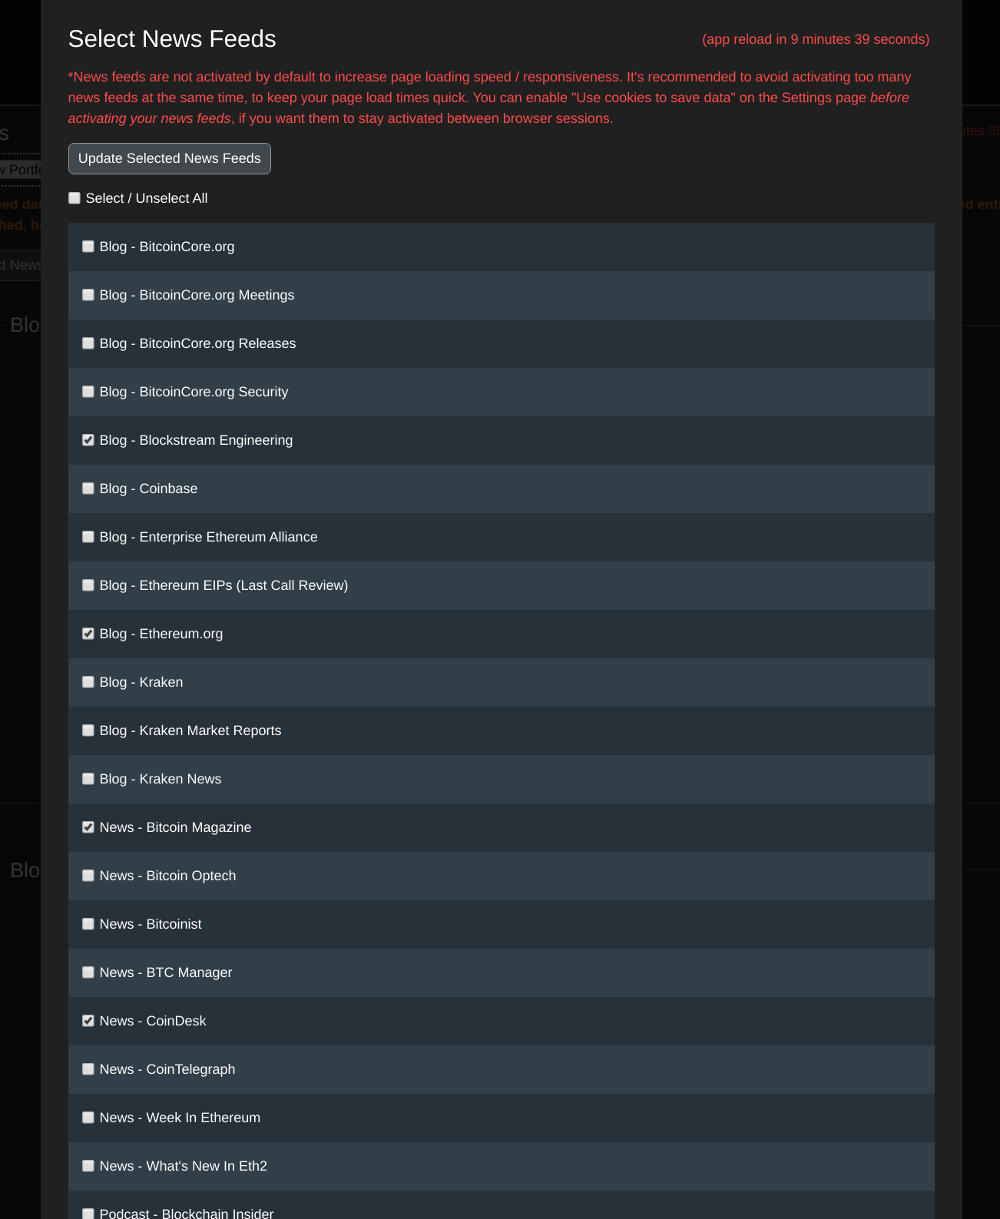 Select News Feeds
(app reload in 9 minutes 39 seconds)
*News feeds are not activated by default to increase page loading speed / responsiveness. It's recommended to avoid activating too many
news feeds at the same time, to keep your page load times quick. You can enable "Use cookies to save data" on the Settings page before
activating your news feeds, if you want them to stay activated between browser sessions.
Update Selected News Feeds
Select / Unselect All
Blog - BitcoinCore.org
Blog - BitcoinCore.org Meetings
Blog - BitcoinCore.org Releases
Blog - BitcoinCore.org Security
Blog - Blockstream Engineering
Blog - Coinbase
Blog - Enterprise Ethereum Alliance
Blog - Ethereum EIPs (Last Call Review)
Blog - Ethereum.org
Blog - Kraken
Blog - Kraken Market Reports
Blog - Kraken News
News - Bitcoin Magazine
News - Bitcoin Optech
News - Bitcoinist
News - BTC Manager
News - CoinDesk
News - CoinTelegraph
News - Week In Ethereum
News - What's New In Eth2
Podcast - Blockchain Insider